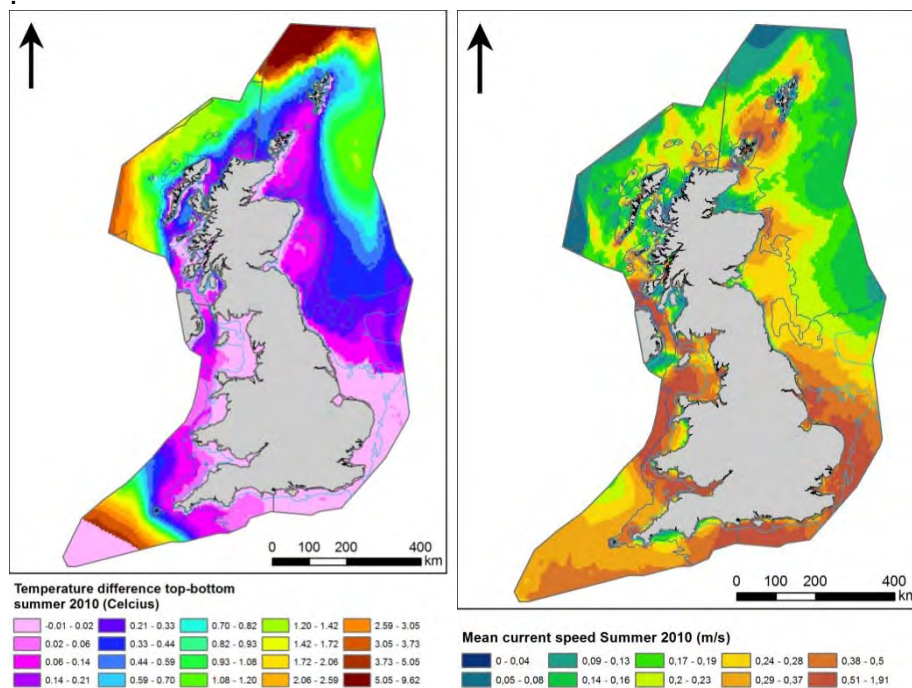 .
0 100 200 400
km
Temperature difference top-bottom
summer 2010 (Celcius)
-0.01 - 0.02 0.21 - 0.33 0.70 - 0.82 1.20 - 1.42 2.59 - 3.05
0.02 - 0.06 0.33 - 0.44 0.82 - 0.93 1.42 - 1.72 3.05 - 3.73
0.06 - 0.14 0.44 - 0.59 0.93 - 1.08 1.72 - 2.06 3.73 - 5.05
0.14 - 0.21 0.59 - 0.70 1.08 - 1.20 2.06 - 2.59 5.05 - 9.62
0 100 200 400
km
Mean current speed Summer 2010 (m/s)
0 - 0,04 0,09 - 0,13 0,17 - 0,19 0,24 - 0,28 0,38 - 0,5
0,05 - 0,08 0,14 - 0,16 0,2 - 0,23 0,29 - 0,37 0,51 - 1,91